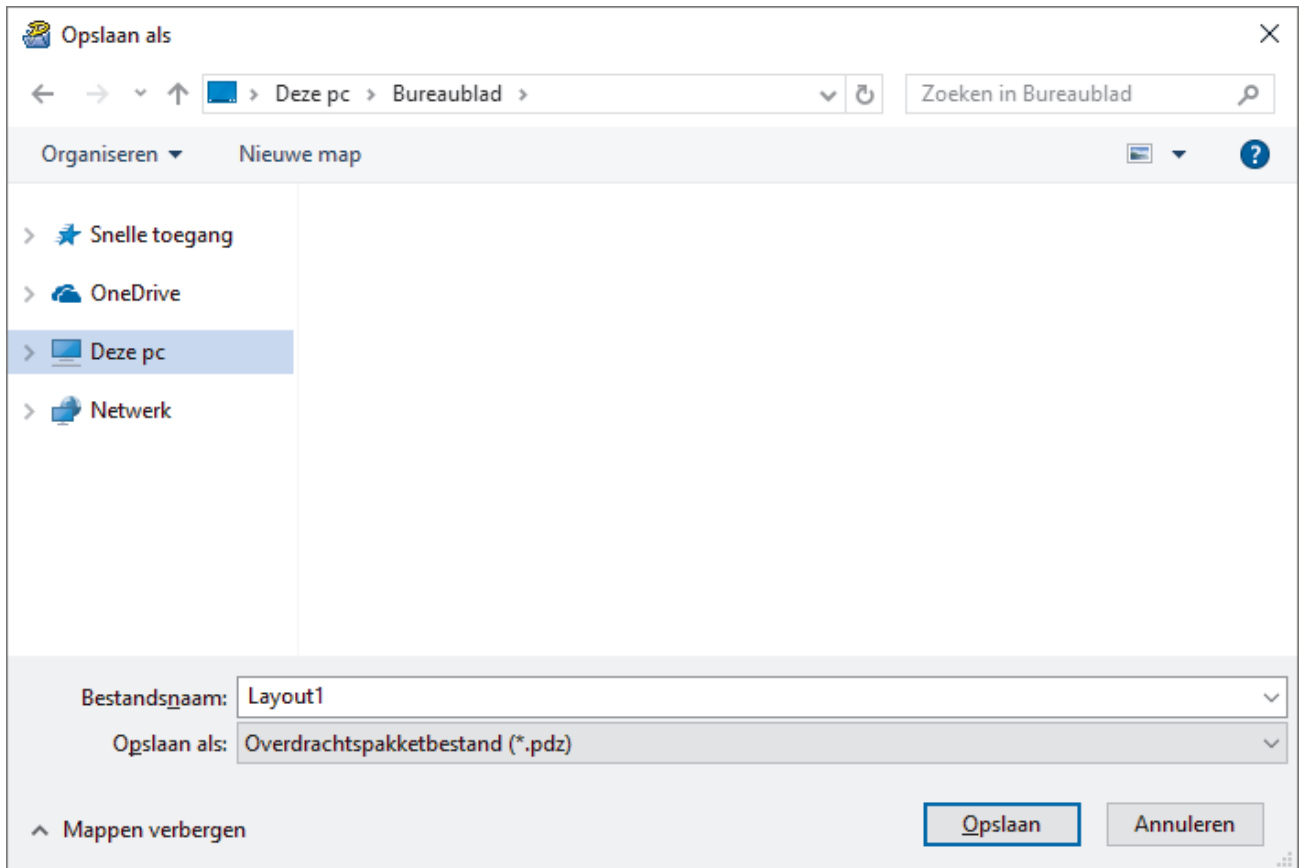 Opslaan als
Deze pc > Bureaublad >
Zoeken in Bureaublad
Organiseren
Nieuwe map
?
Snelle toegang
OneDrive
Deze pc
Netwerk
Bestandsnaam: Layout1
Opslaan als: Overdrachtspakketbestand (*.pdz)
Mappen verbergen
Opslaan
Annuleren